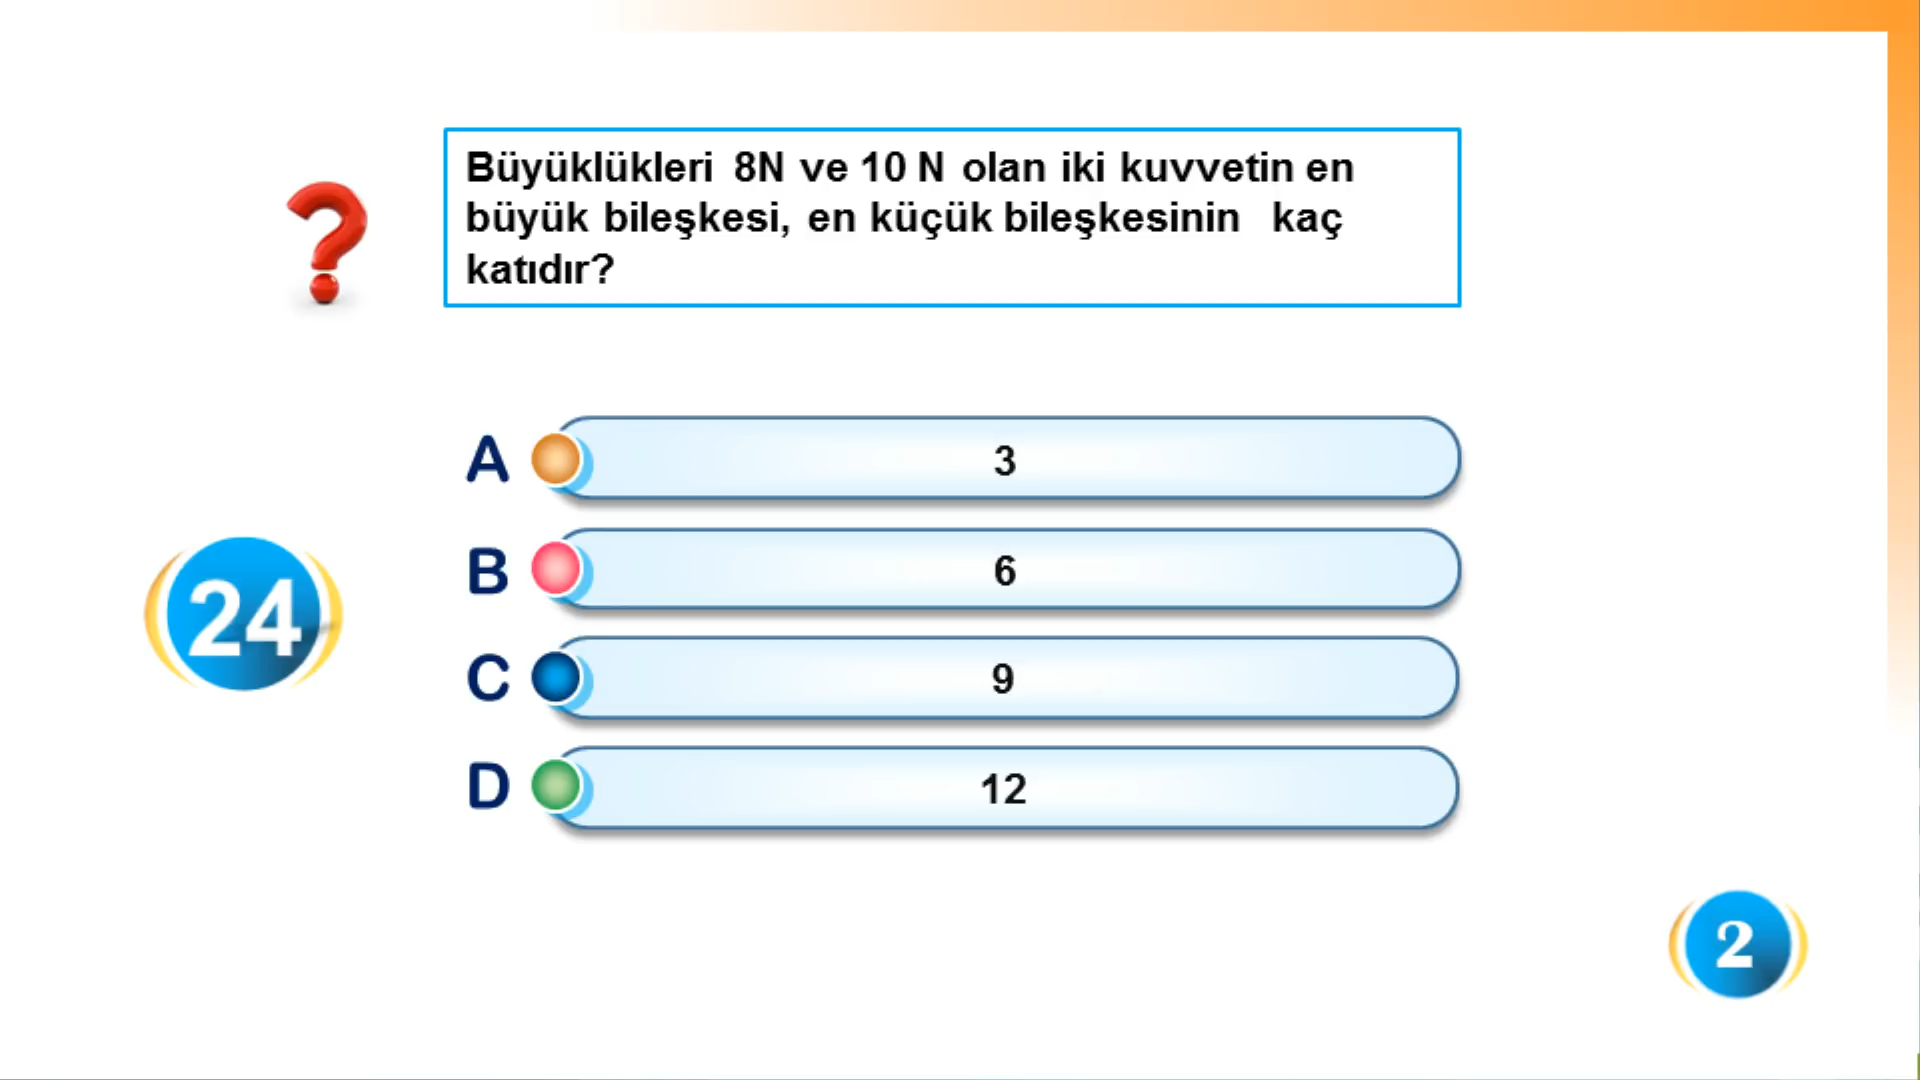 Büyüklükleri 8N ve 10 N olan iki kuvvetin en
büyük bileşkesi, en küçük bileşkesinin kaç
katıdır?
A 3
B 6
24
C 9
D 12
2